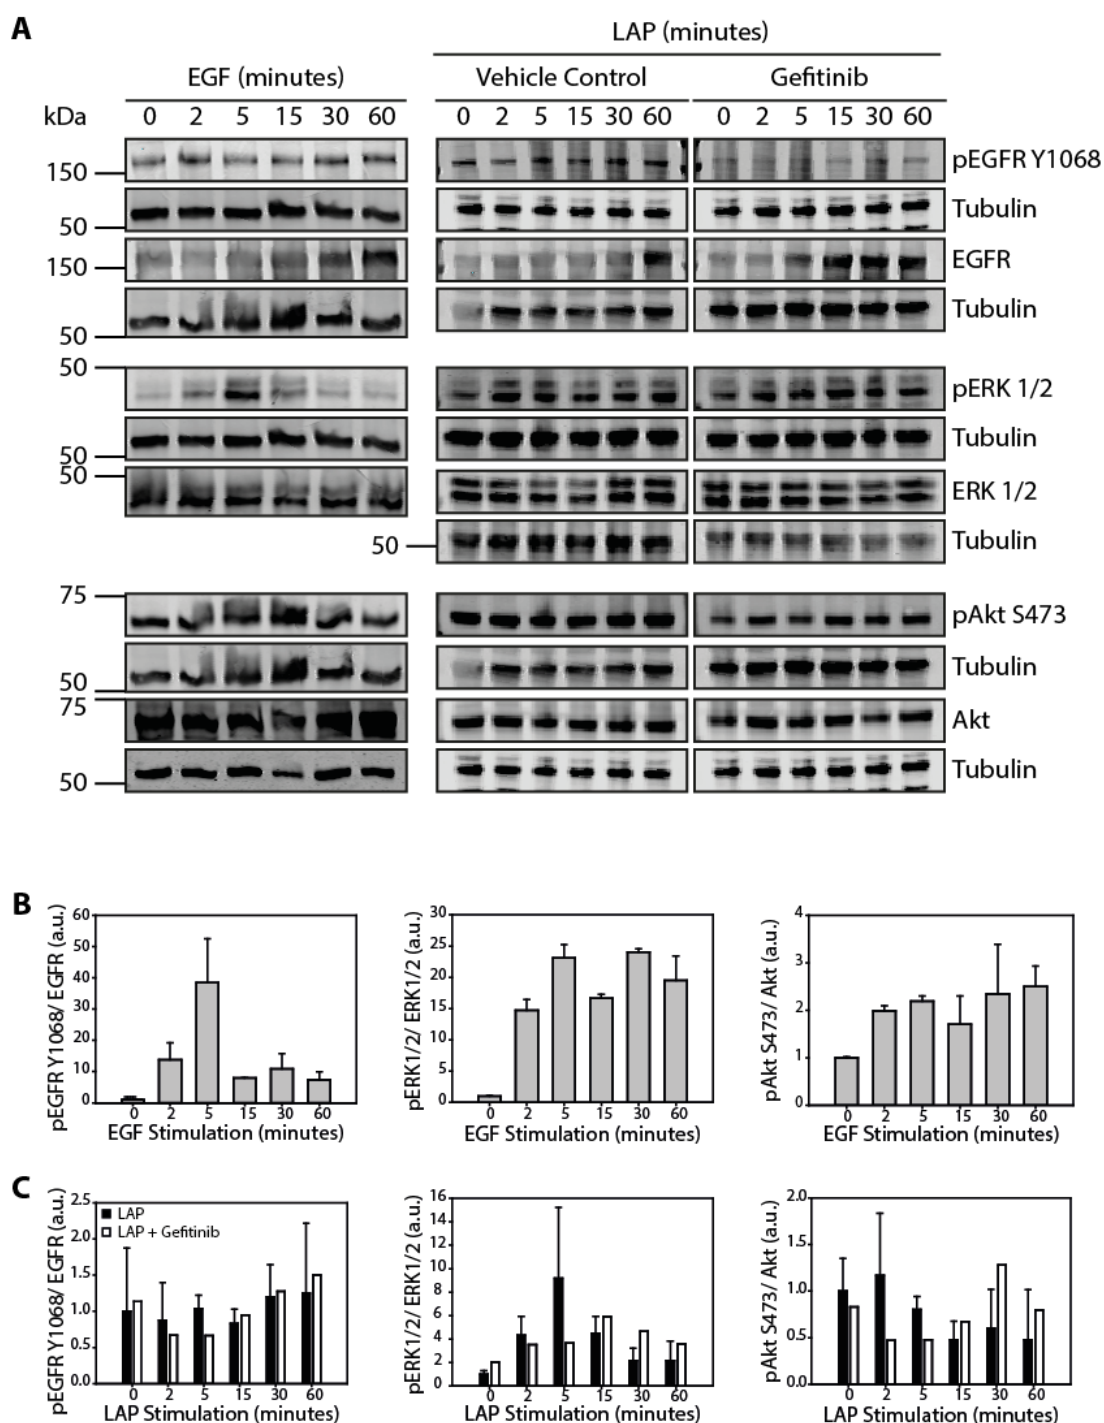 A
LAP (minutes)
EGF (minutes) Vehicle Control Gefitinib
kDa 0 2 5 15 30 60 0 2 5 15 30 60 0 2 5 15 30 60
150 pEGFR Y1068
50 Tubulin
150 EGFR
50 Tubulin
50 pERK 1/2
50 Tubulin
50 ERK 1/2
50 Tubulin
75 pAkt S473
50 Tubulin
75 Akt
50 Tubulin
B
pEGFR Y1068/ EGFR (a.u.)
60
50
40
30
20
10
0
0 2 5 15 30 60
EGF Stimulation (minutes)
pERK1/2/ ERK1/2 (a.u.)
30
25
20
15
10
5
0
0 2 5 15 30 60
EGF Stimulation (minutes)
pAkt S473/ Akt (a.u.)
4
3
2
1
0
0 2 5 15 30 60
EGF Stimulation (minutes)
C
pEGFR Y1068/ EGFR (a.u.)
2.5
2.0
1.5
1.0
0.5
0.0
LAP
LAP + Gefitinib
0 2 5 15 30 60
LAP Stimulation (minutes)
pERK1/2/ ERK1/2 (a.u.)
16
14
12
10
8
6
4
2
0
0 2 5 15 30 60
LAP Stimulation (minutes)
pAkt S473/ Akt (a.u.)
2.0
1.5
1.0
0.5
0.0
0 2 5 15 30 60
LAP Stimulation (minutes)